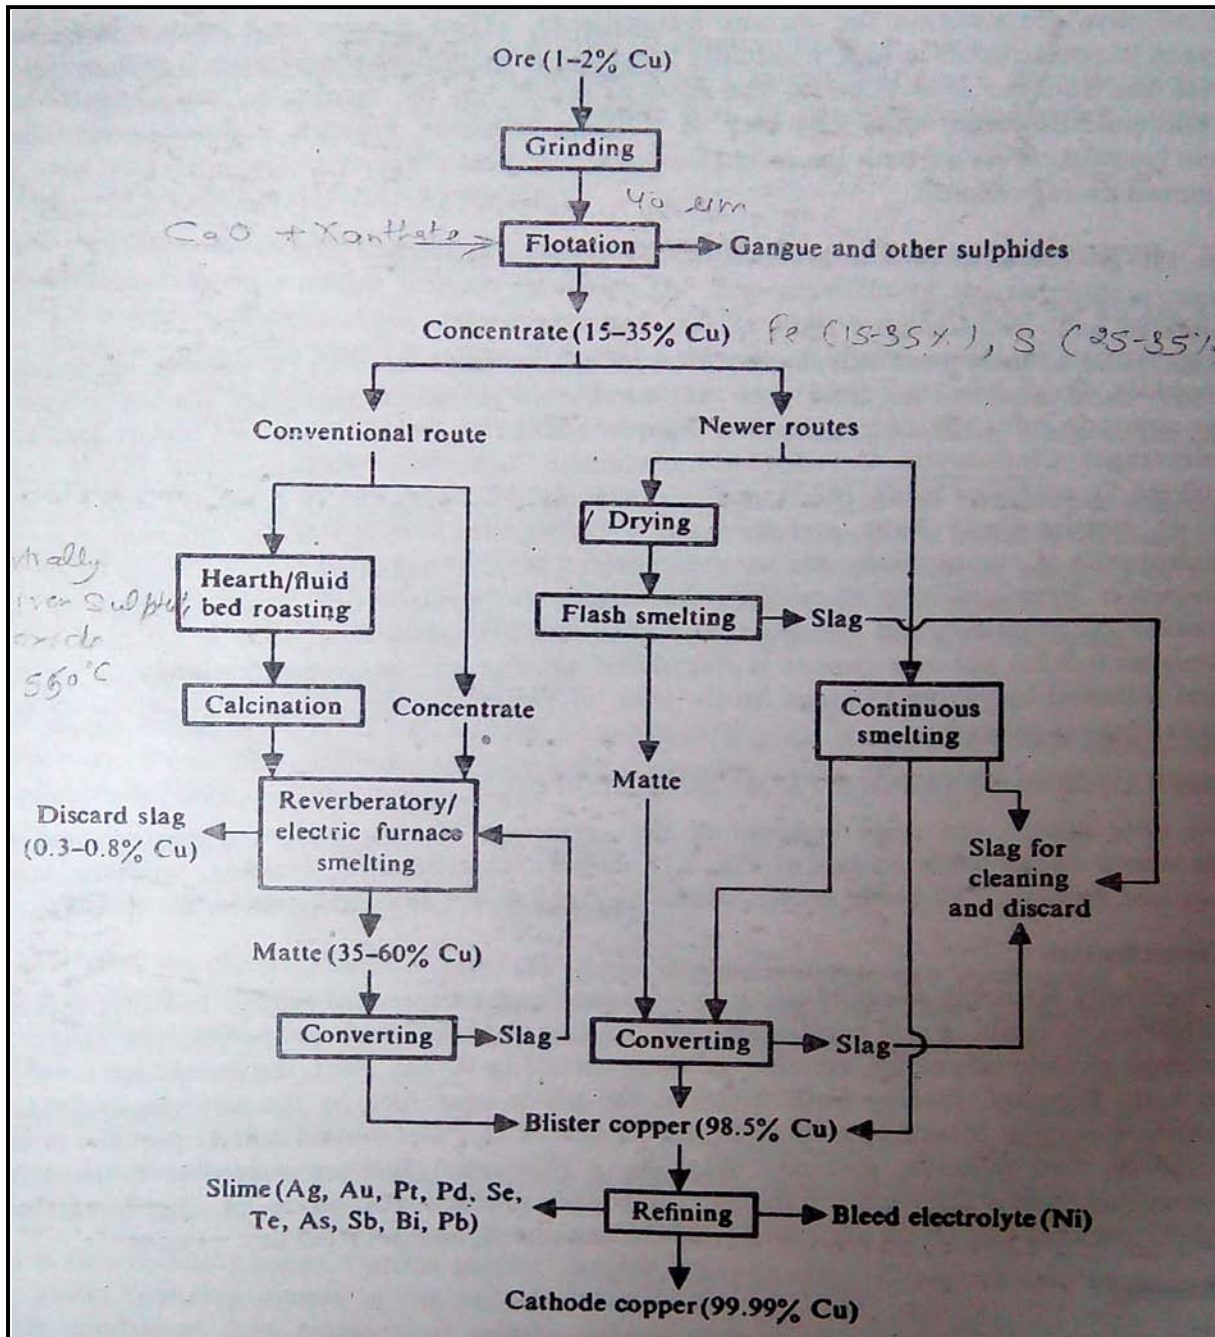 Ore (1–2% Cu)
Grinding
40 um
CaO + Xanthate
Flotation
Gangue and other sulphides
Concentrate (15–35% Cu)
Fe (15-35%), S (25-35%
Conventional route
Newer routes
Drying
Hearth/fluid
bed roasting
Flash smelting
Slag
550°C
Calcination
Concentrate
Continuous
smelting
Matte
Reverberatory/
electric furnace
smelting
Discard slag
(0.3–0.8% Cu)
Slag for
cleaning
and discard
Matte (35–60% Cu)
Converting
Slag
Converting
Slag
Blister copper (98.5% Cu)
Slime (Ag, Au, Pt, Pd, Se,
Te, As, Sb, Bi, Pb)
Refining
Bleed electrolyte (Ni)
Cathode copper (99.99% Cu)